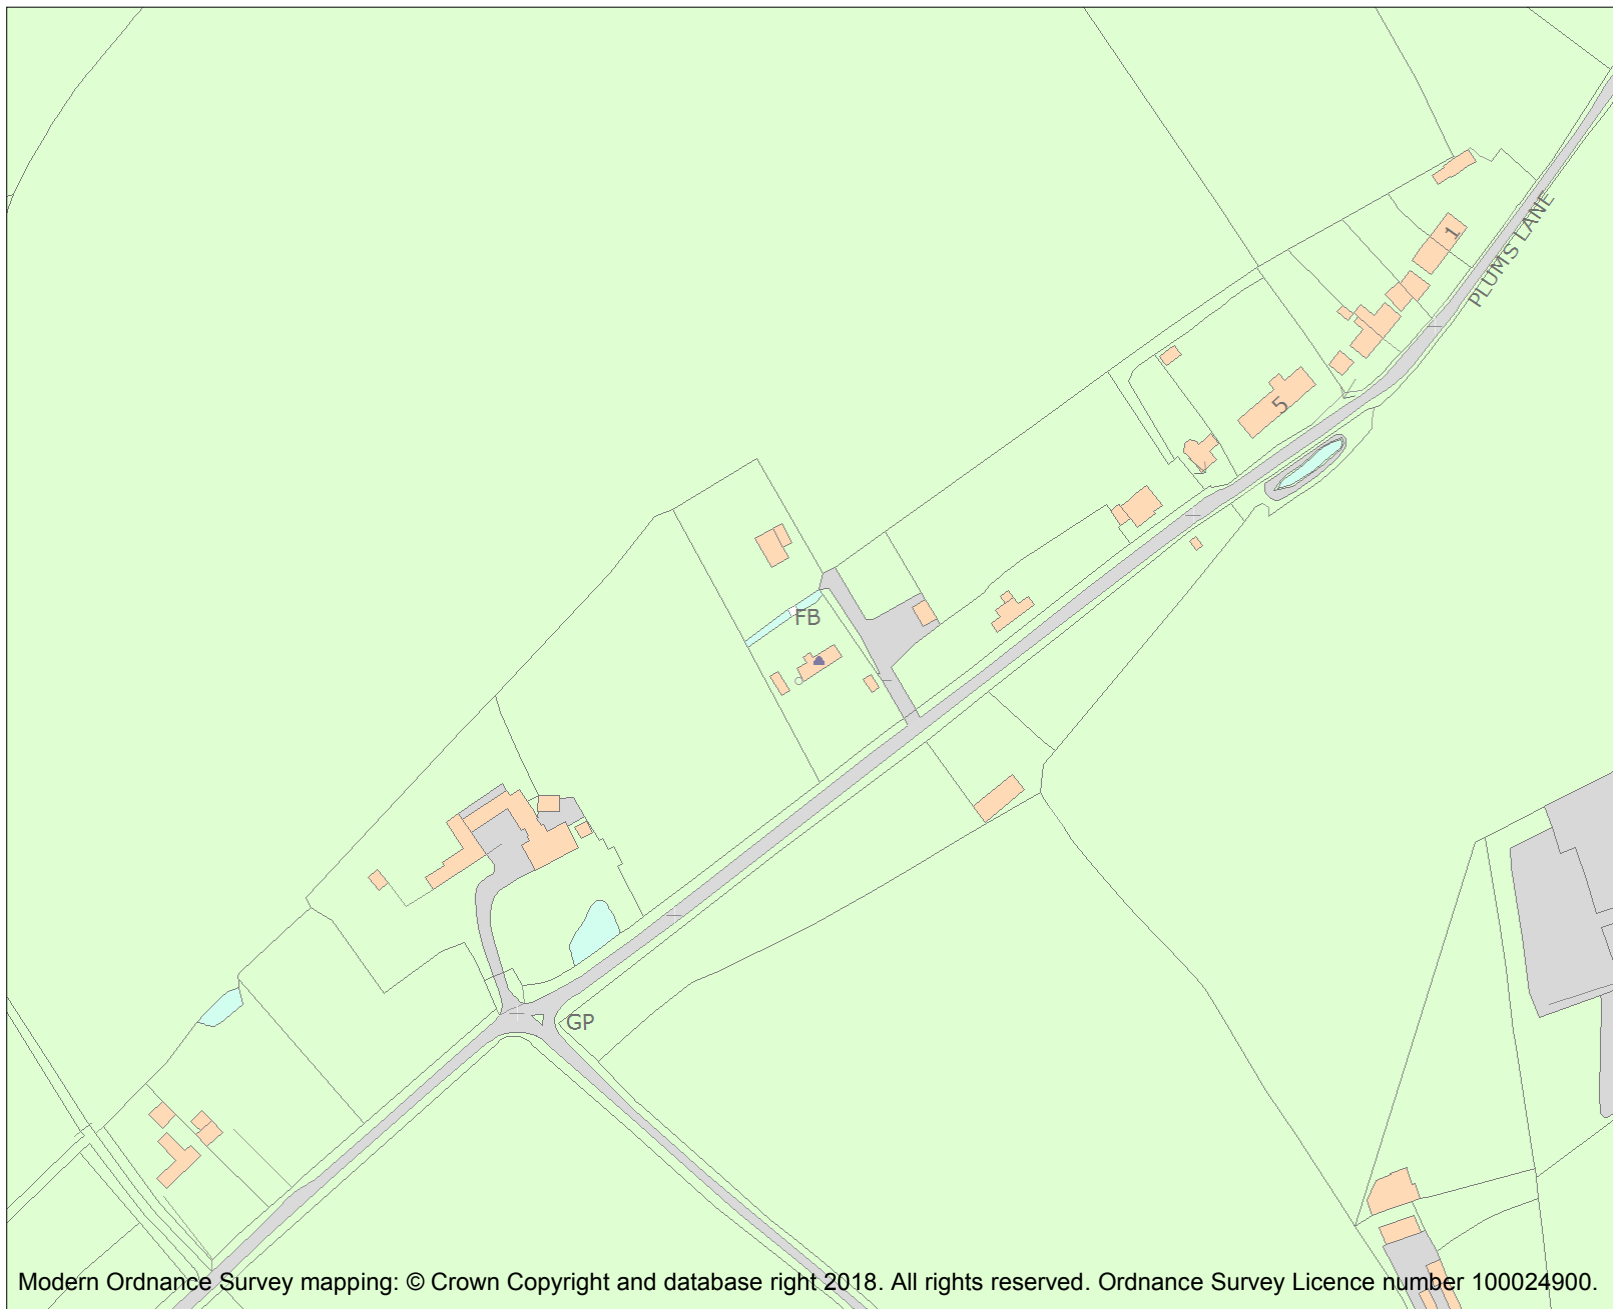 1
PLUMS LANE
5
FB
GP
Modern Ordnance Survey mapping: © Crown Copyright and database right 2018. All rights reserved. Ordnance Survey Licence number 100024900.